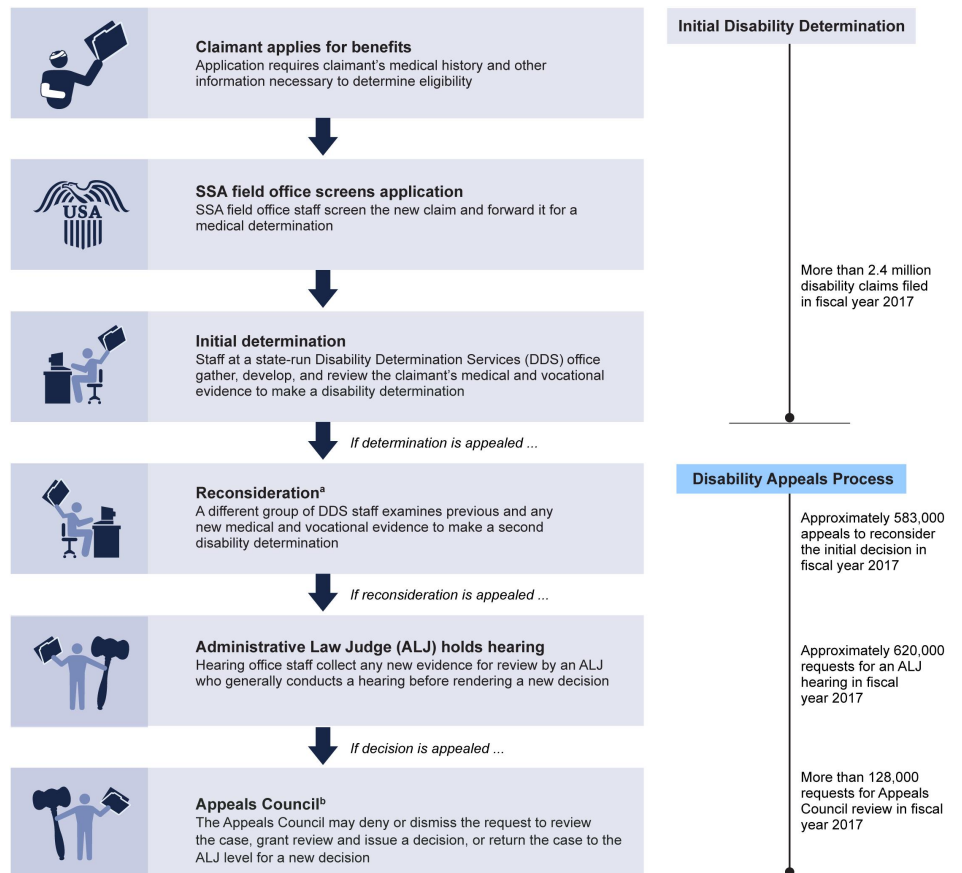 Claimant applies for benefits
Application requires claimant's medical history and other
information necessary to determine eligibility
USA
SSA field office screens application
SSA field office staff screen the new claim and forward it for a
medical determination
Initial determination
Staff at a state-run Disability Determination Services (DDS) office
gather, develop, and review the claimant's medical and vocational
evidence to make a disability determination
If determination is appealed ...
Reconsiderationᵃ
A different group of DDS staff examines previous and any
new medical and vocational evidence to make a second
disability determination
If reconsideration is appealed ...
Administrative Law Judge (ALJ) holds hearing
Hearing office staff collect any new evidence for review by an ALJ
who generally conducts a hearing before rendering a new decision
If decision is appealed ...
Appeals Councilᵇ
The Appeals Council may deny or dismiss the request to review
the case, grant review and issue a decision, or return the case to the
ALJ level for a new decision
Initial Disability Determination
More than 2.4 million
disability claims filed
in fiscal year 2017
Disability Appeals Process
Approximately 583,000
appeals to reconsider
the initial decision in
fiscal year 2017
Approximately 620,000
requests for an ALJ
hearing in fiscal
year 2017
More than 128,000
requests for Appeals
Council review in fiscal
year 2017